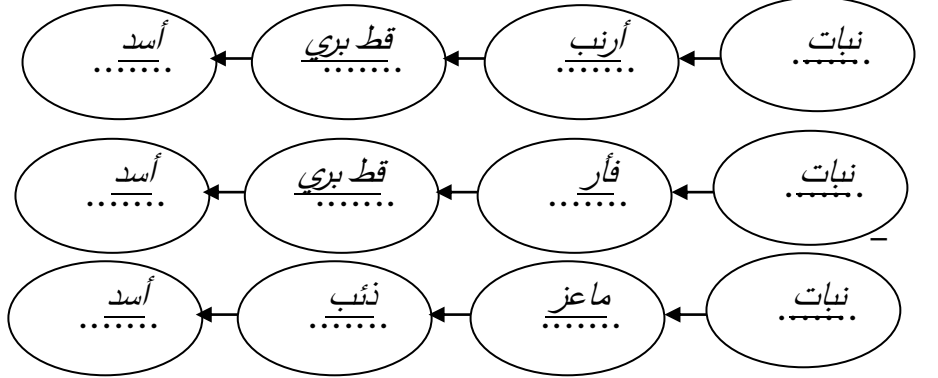 نبات أرنب قط بري أسد
نبات فأر قط بري أسد
نبات ماعز ذئب أسد